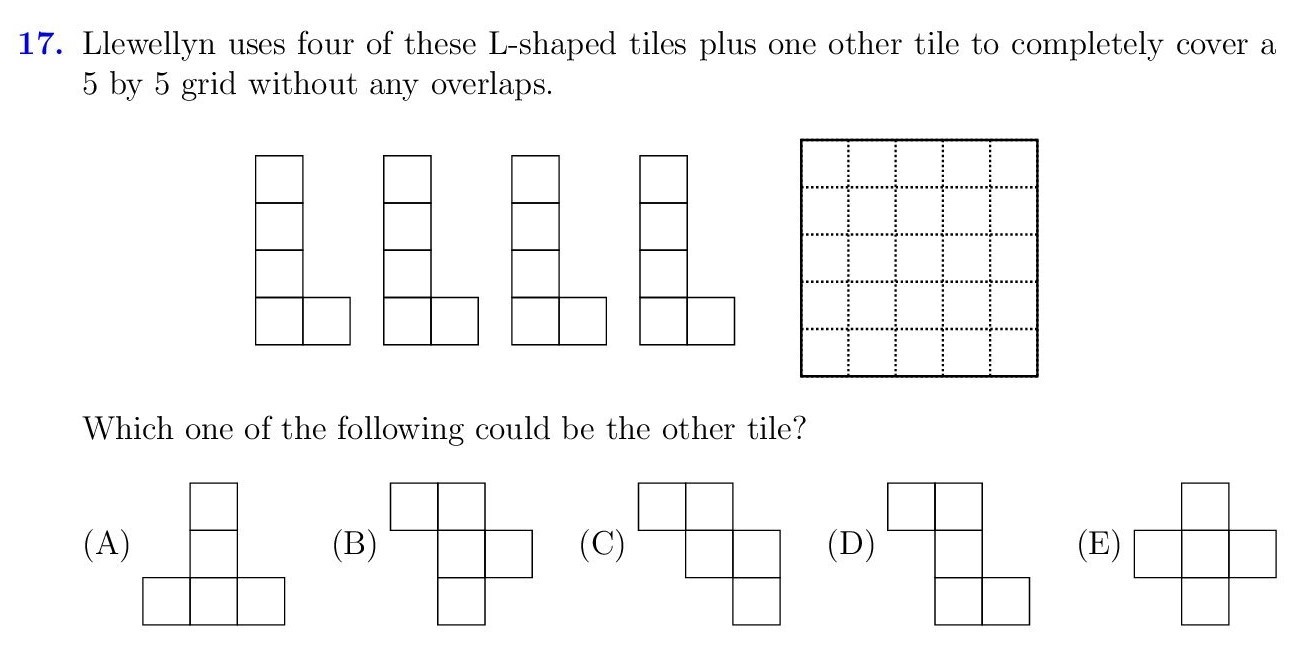 17. Llewellyn uses four of these L-shaped tiles plus one other tile to completely cover a
5 by 5 grid without any overlaps.
Which one of the following could be the other tile?
(A) (B) (C) (D) (E)